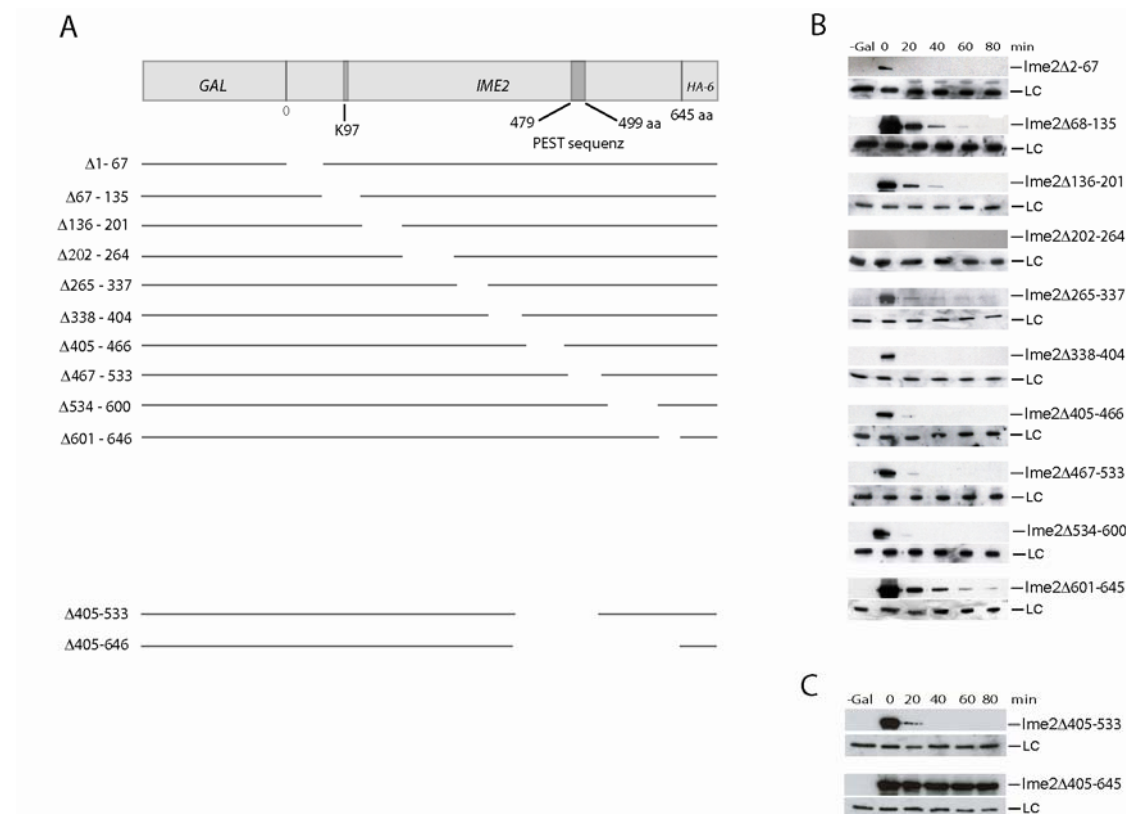 A
GAL IME2 HA-6
0
K97
479 499 aa 645 aa
PEST sequenz
Δ1- 67
Δ67 - 135
Δ136 - 201
Δ202 - 264
Δ265 - 337
Δ338 - 404
Δ405 - 466
Δ467 - 533
Δ534 - 600
Δ601 - 646
Δ405-533
Δ405-646
B
-Gal 0 20 40 60 80 min
Ime2Δ2-67
LC
Ime2Δ68-135
LC
Ime2Δ136-201
LC
Ime2Δ202-264
LC
Ime2Δ265-337
LC
Ime2Δ338-404
LC
Ime2Δ405-466
LC
Ime2Δ467-533
LC
Ime2Δ534-600
LC
Ime2Δ601-645
LC
C
-Gal 0 20 40 60 80 min
Ime2Δ405-533
LC
Ime2Δ405-645
LC